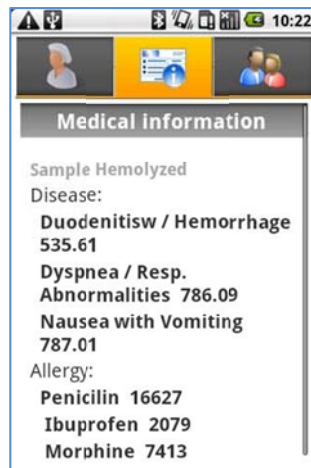 10:22
Medical information
Sample Hemolyzed
Disease:
Duodenitisw / Hemorrhage
535.61
Dyspnea / Resp.
Abnormalities 786.09
Nausea with Vomiting
787.01
Allergy:
Penicilin 16627
Ibuprofen 2079
Morphine 7413